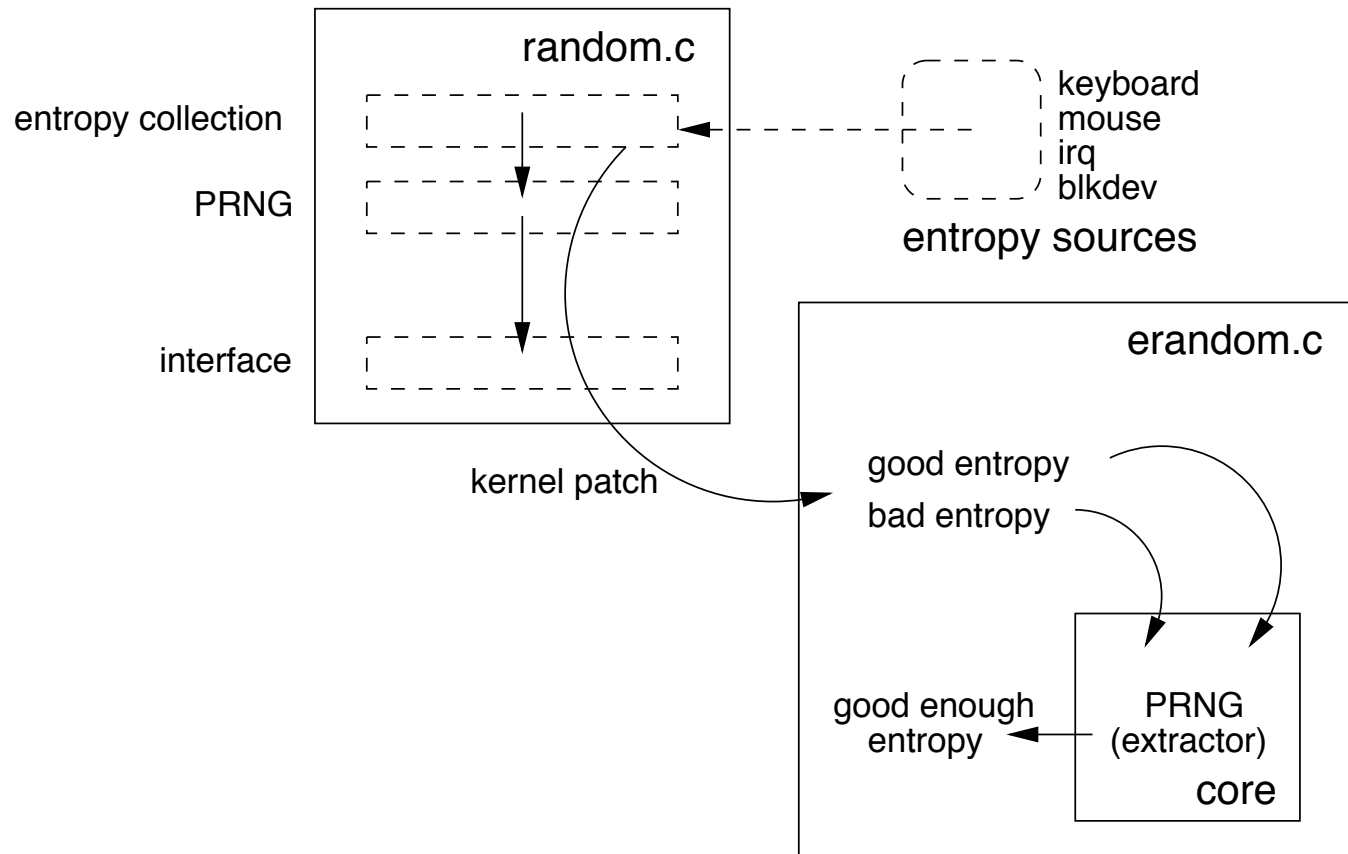 random.c
entropy collection
PRNG
interface
keyboard
mouse
irq
blkdev
entropy sources
kernel patch
erandom.c
good entropy
bad entropy
good enough
entropy
PRNG
(extractor)
core